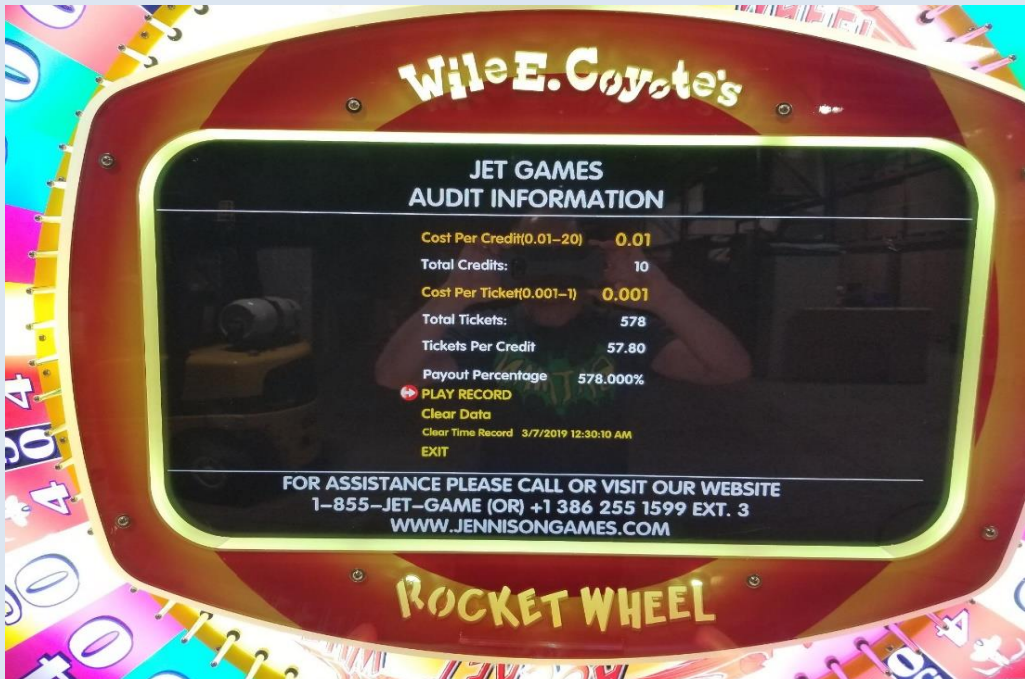 Wile E. Coyote's
JET GAMES
AUDIT INFORMATION
Cost Per Credit(0.01–20) 0.01
Total Credits: 10
Cost Per Ticket(0.001–1) 0.001
Total Tickets: 578
Tickets Per Credit 57.80
Payout Percentage 578.000%
PLAY RECORD
Clear Data
Clear Time Record 3/7/2019 12:30:10 AM
EXIT
FOR ASSISTANCE PLEASE CALL OR VISIT OUR WEBSITE
1–855–JET–GAME (OR) +1 386 255 1599 EXT. 3
WWW.JENNISONGAMES.COM
ROCKET WHEEL